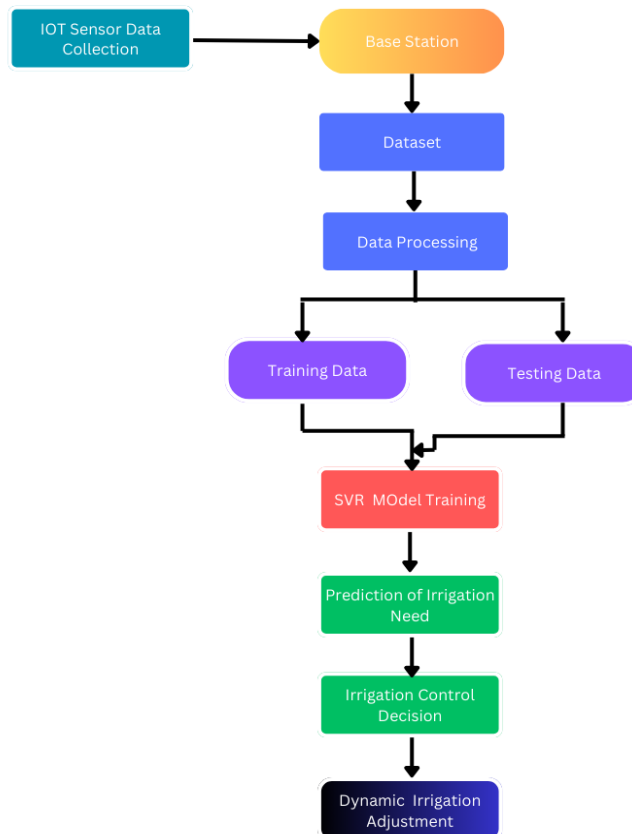 IOT Sensor Data
Collection
Base Station
Dataset
Data Processing
Training Data
Testing Data
SVR MOdel Training
Prediction of Irrigation
Need
Irrigation Control
Decision
Dynamic Irrigation
Adjustment